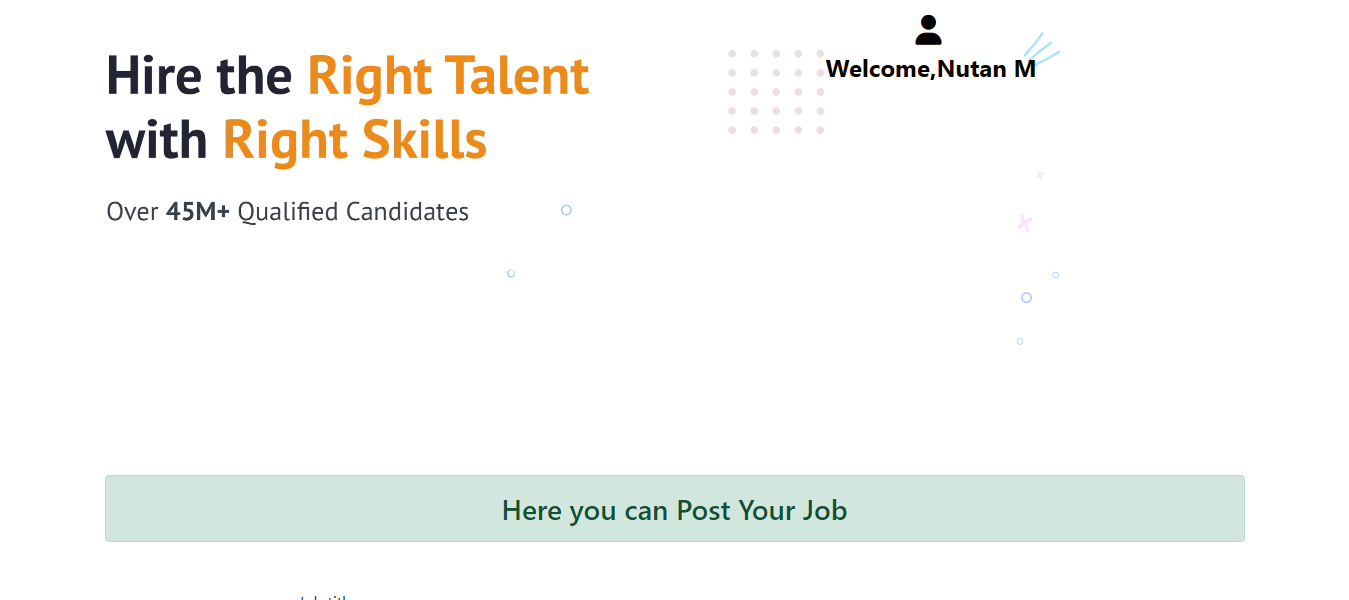 Hire the Right Talent
with Right Skills
Over 45M+ Qualified Candidates
Welcome,Nutan M
Here you can Post Your Job